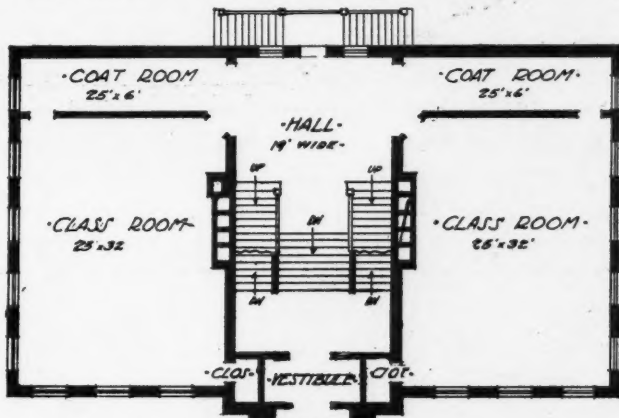 ·COAT ROOM
25'x6'
·COAT ROOM·
25'x6'
·HALL·
19' WIDE·
UP
UP
DN
·CLASS ROOM·
25'x32
·CLASS ROOM·
25'x32'
DN
DN
·CLOS·
·VESTIBULE·
CLOS·